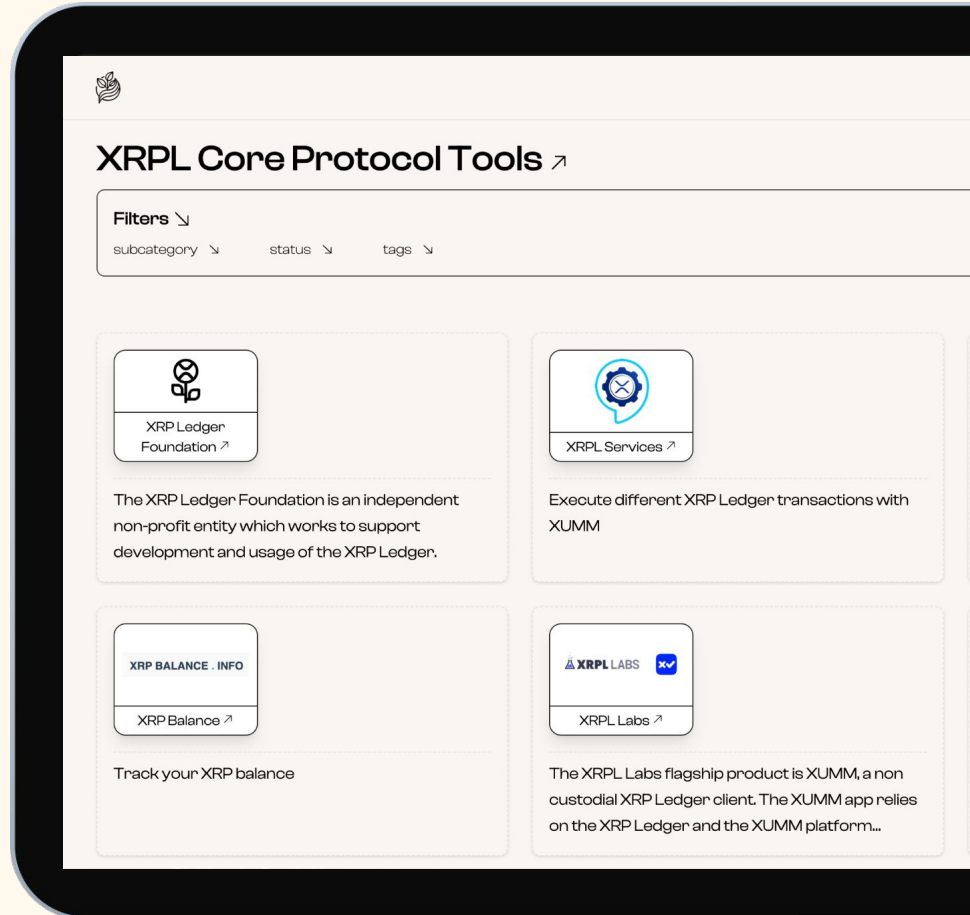 XRPL Core Protocol Tools ↗
Filters ↘
subcategory ↘ status ↘ tags ↘
XRP Ledger
Foundation ↗
The XRP Ledger Foundation is an independent
non-profit entity which works to support
development and usage of the XRP Ledger.
XRPL Services ↗
Execute different XRP Ledger transactions with
XUMM
XRP BALANCE . INFO
XRP Balance ↗
Track your XRP balance
XRPL LABS
XRPL Labs ↗
The XRPL Labs flagship product is XUMM, a non
custodial XRP Ledger client. The XUMM app relies
on the XRP Ledger and the XUMM platform...